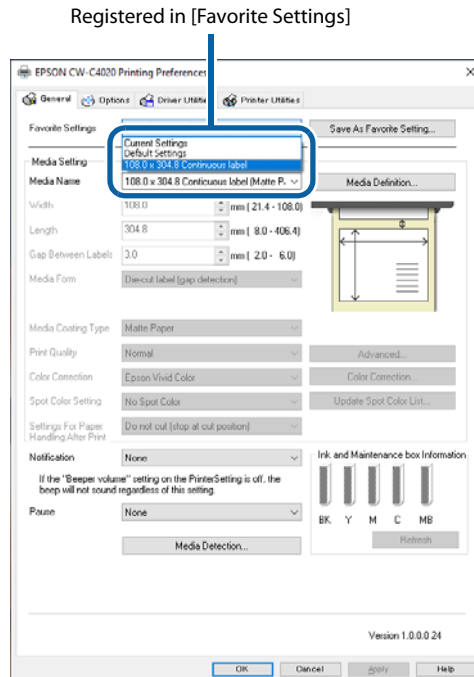 Registered in [Favorite Settings]
EPSON CW-C4020 Printing Preferences
General Options Driver Utilities Printer Utilities
Favorite Settings Save As Favorite Setting...
Current Settings
Default Settings
108.0 x 304.8 Continuous label
Media Setting
Media Name 108.0 x 304.8 Continuous label (Matte P. Media Definition...
Width 108.0 mm ( 21.4 - 108.0)
Length 304.8 mm ( 8.0 - 406.4)
Gap Between Labels 3.0 mm ( 2.0 - 6.0)
Media Form Die-cut label (gap detection)
Media Coating Type Matte Paper
Print Quality Normal Advanced...
Color Correction Epson Vivid Color Color Correction...
Spot Color Setting No Spot Color Update Spot Color List...
Settings For Paper
Handling After Print Do not cut (stop at cut position)
Notification None Ink and Maintenance box Information
If the "Beeper volume" setting on the PrinterSetting is off, the
beep will not sound regardless of this setting.
Pause None
BK Y M C MB
Refresh
Media Detection...
Version 1.0.0.0 24
OK Cancel Apply Help